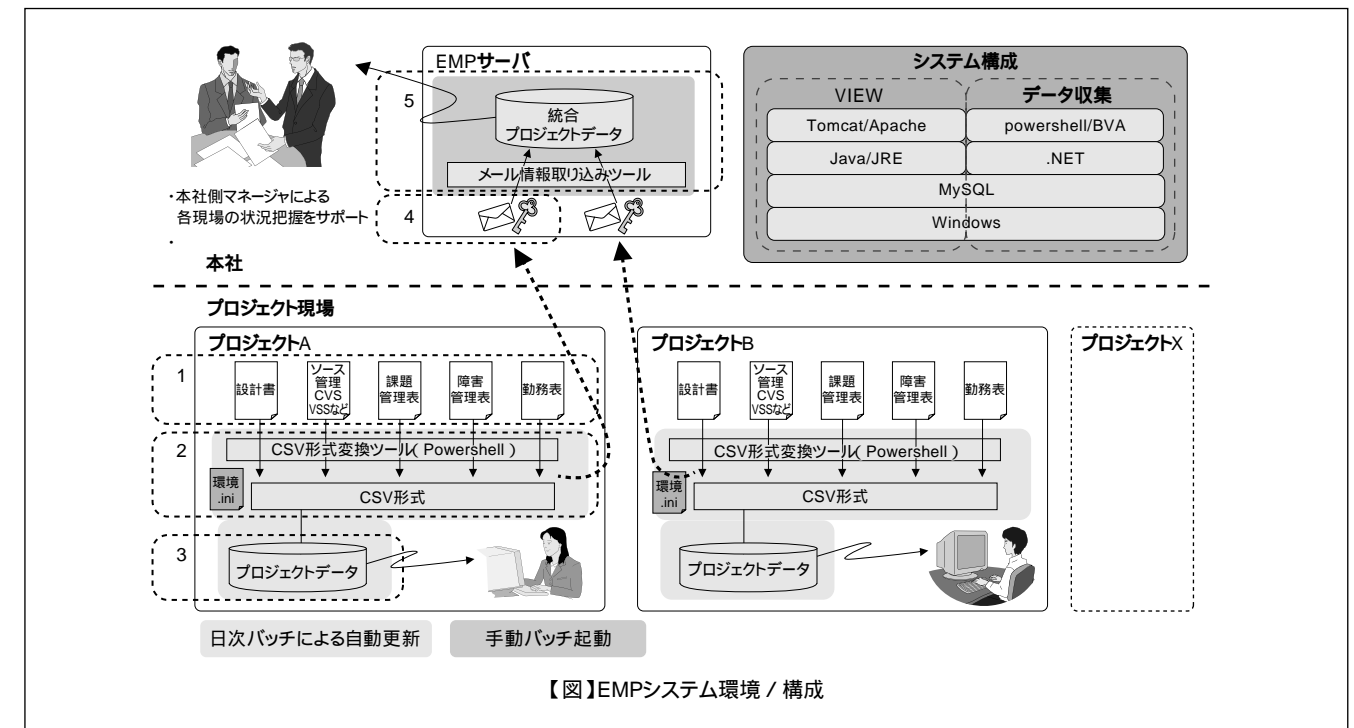 EMPサーバ
5
統合
プロジェクトデータ
メール情報取り込みツール
4
・本社側マネージャによる
各現場の状況把握をサポート
・
本社
システム構成
VIEW
データ収集
Tomcat/Apache
powershell/BVA
Java/JRE
.NET
MySQL
Windows
プロジェクト現場
プロジェクトA
1
設計書
ソース
管理
CVS
VSSなど
課題
管理表
障害
管理表
勤務表
2
CSV形式変換ツール( Powershell )
環境
.ini
CSV形式
3
プロジェクトデータ
プロジェクトB
設計書
ソース
管理
CVS
VSSなど
課題
管理表
障害
管理表
勤務表
CSV形式変換ツール( Powershell )
環境
.ini
CSV形式
プロジェクトデータ
プロジェクトX
日次バッチによる自動更新
手動バッチ起動
【図】EMPシステム環境 / 構成